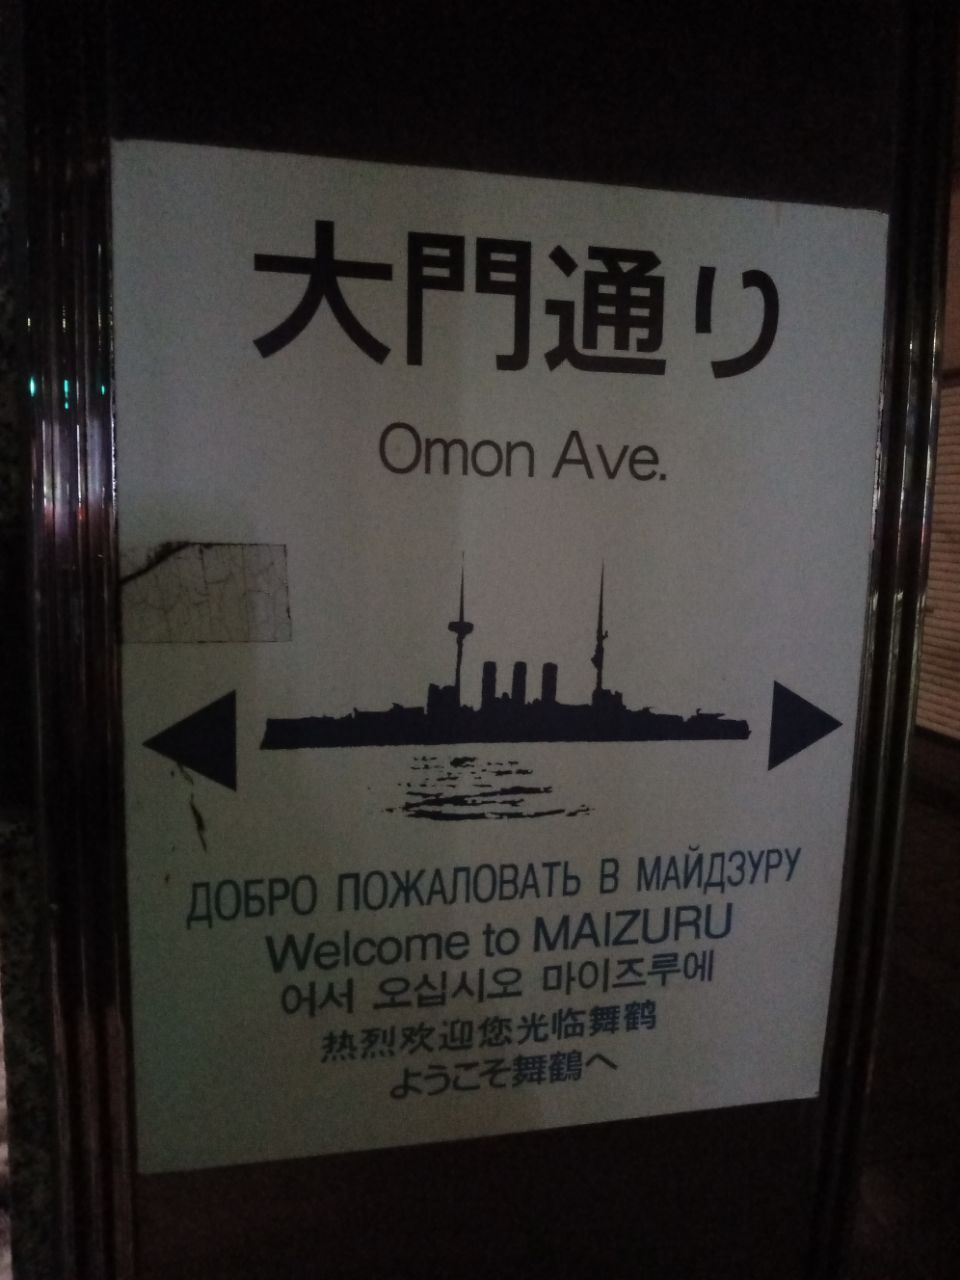 大門通り
Omon Ave.
ДОБРО ПОЖАЛОВАТЬ В МАЙДЗУРУ
Welcome to MAIZURU
어서 오십시오 마이즈루에
热烈欢迎您光临舞鹤
ようこそ舞鶴へ